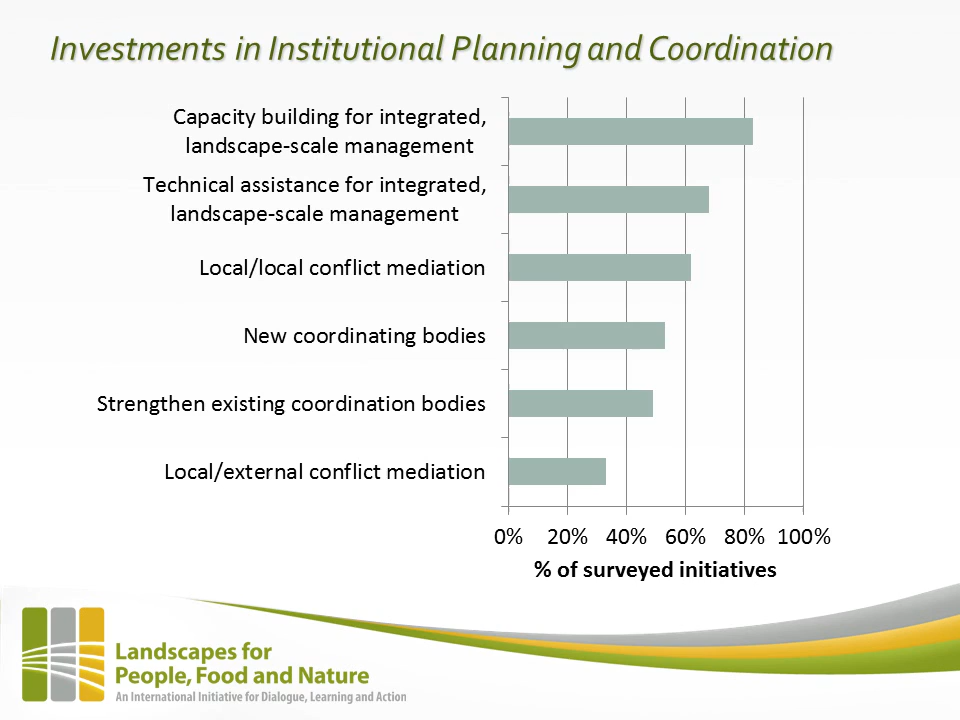 Investments in Institutional Planning and Coordination
Capacity building for integrated,
landscape-scale management
Technical assistance for integrated,
landscape-scale management
Local/local conflict mediation
New coordinating bodies
Strengthen existing coordination bodies
Local/external conflict mediation
0% 20% 40% 60% 80% 100%
% of surveyed initiatives
Landscapes for
People, Food and Nature
An International Initiative for Dialogue, Learning and Action